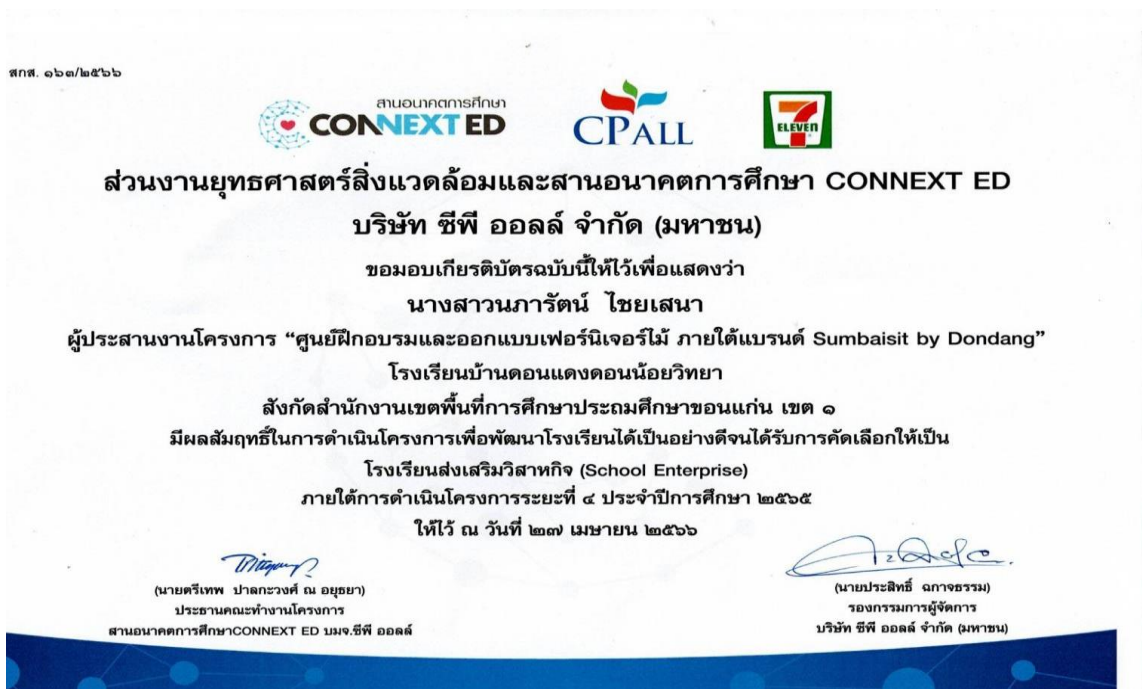 สกส. ๑๖๓/๒๕๖๖
สานอนาคตการศึกษา
CONNEXT ED
CPALL
7
ELEVEN
ส่วนงานยุทธศาสตร์สิ่งแวดล้อมและสานอนาคตการศึกษา CONNEXT ED
บริษัท ซีพี ออลล์ จำกัด (มหาชน)
ขอมอบเกียรติบัตรฉบับนี้ให้ไว้เพื่อแสดงว่า
นางสาวนภารัตน์ ไชยเสนา
ผู้ประสานงานโครงการ “ศูนย์ฝึกอบรมและออกแบบเฟอร์นิเจอร์ไม้ ภายใต้แบรนด์ Sumbaisit by Dondang”
โรงเรียนบ้านดอนแดงดอนน้อยวิทยา
สังกัดสำนักงานเขตพื้นที่การศึกษาประถมศึกษาขอนแก่น เขต ๑
มีผลสัมฤทธิ์ในการดำเนินโครงการเพื่อพัฒนาโรงเรียนได้เป็นอย่างดีจนได้รับการคัดเลือกให้เป็น
โรงเรียนส่งเสริมวิสาหกิจ (School Enterprise)
ภายใต้การดำเนินโครงการระยะที่ ๔ ประจำปีการศึกษา ๒๕๖๕
ให้ไว้ ณ วันที่ ๒๗ เมษายน ๒๕๖๖
(นายตรีเทพ ปาลกะวงศ์ ณ อยุธยา)
ประธานคณะทำงานโครงการ
สานอนาคตการศึกษาCONNEXT ED บมจ.ซีพี ออลล์
(นายประสิทธิ์ ฉกาจธรรม)
รองกรรมการผู้จัดการ
บริษัท ซีพี ออลล์ จำกัด (มหาชน)